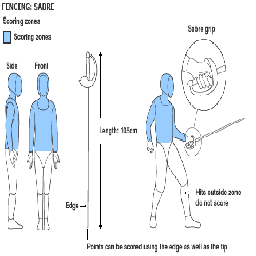 FENCING: SABRE
Scoring zones
Scoring zones
Sabre grip
Side
Front
Length: 105cm
Edge
Hits outside zone
do not score
Points can be scored using the edge as well as the tip